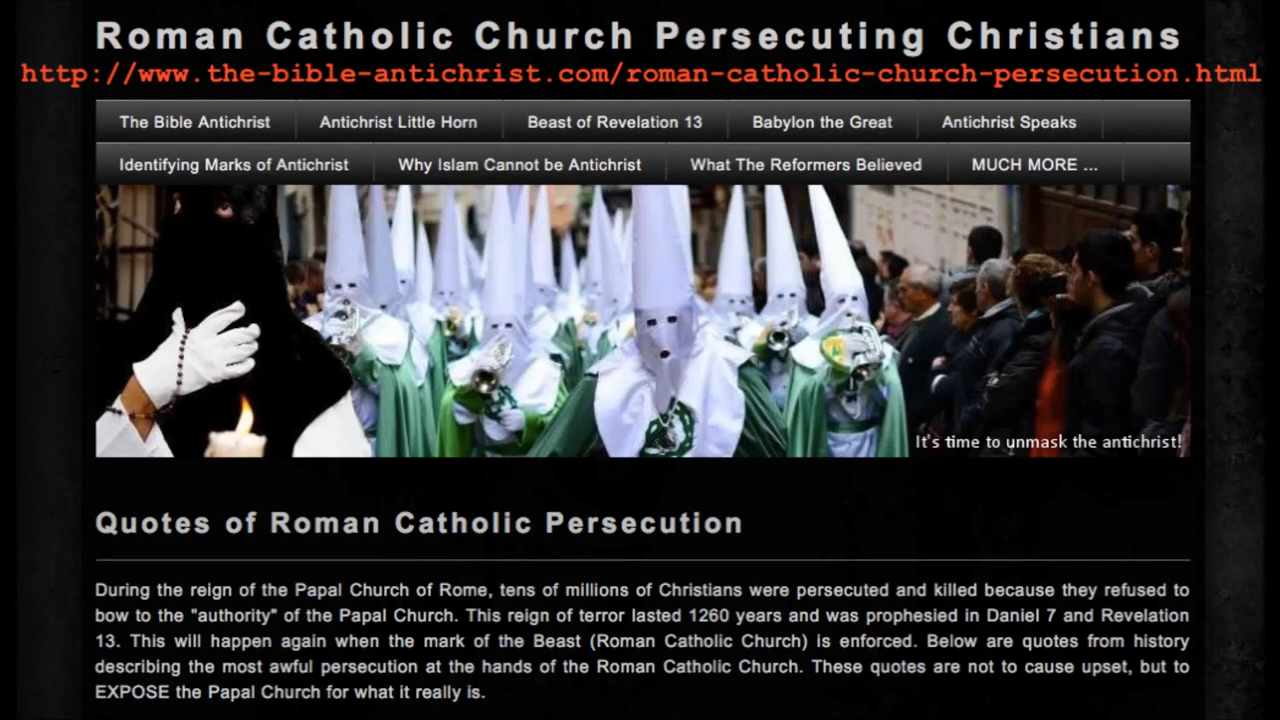 Roman Catholic Church Persecuting Christians
http://www.the-bible-antichrist.com/roman-catholic-church-persecution.html
The Bible Antichrist Antichrist Little Horn Beast of Revelation 13 Babylon the Great Antichrist Speaks
Identifying Marks of Antichrist Why Islam Cannot be Antichrist What The Reformers Believed MUCH MORE ...
It's time to unmask the antichrist!
Quotes of Roman Catholic Persecution
During the reign of the Papal Church of Rome, tens of millions of Christians were persecuted and killed because they refused to
bow to the "authority" of the Papal Church. This reign of terror lasted 1260 years and was prophesied in Daniel 7 and Revelation
13. This will happen again when the mark of the Beast (Roman Catholic Church) is enforced. Below are quotes from history
describing the most awful persecution at the hands of the Roman Catholic Church. These quotes are not to cause upset, but to
EXPOSE the Papal Church for what it really is.